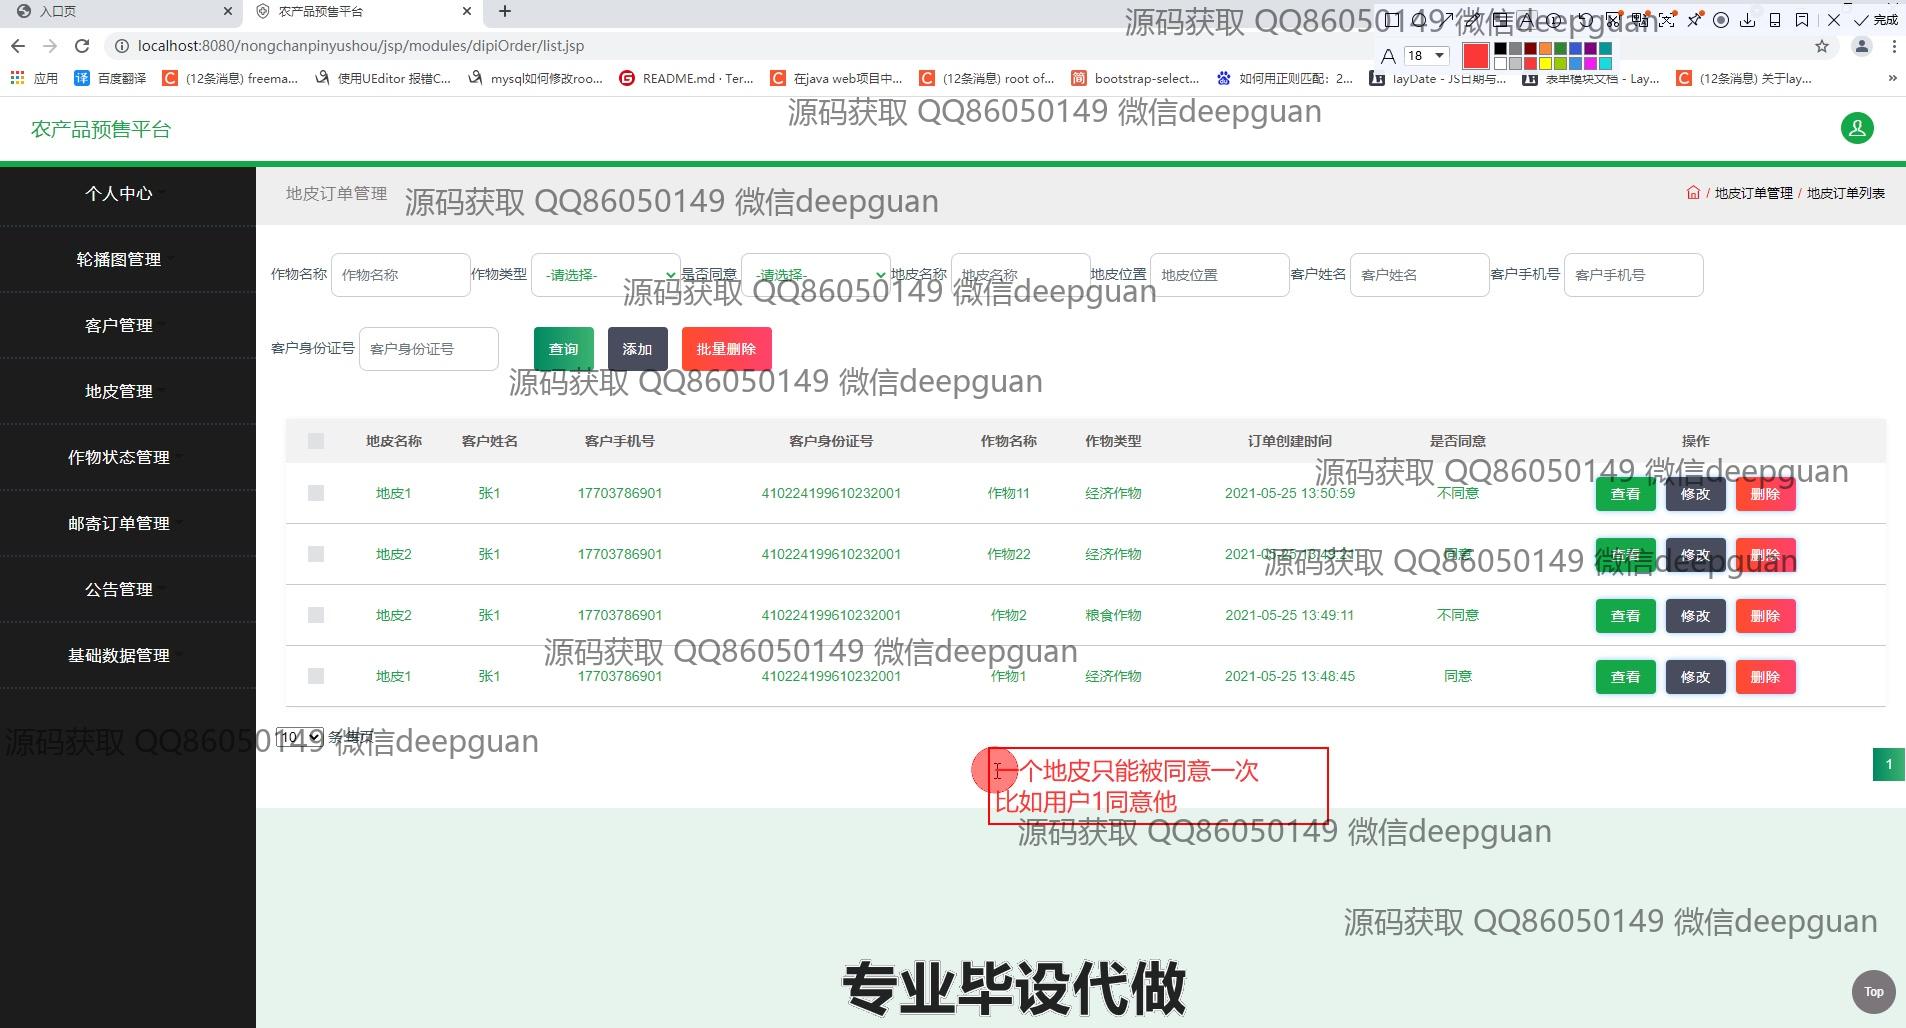 入口页
农产品预售平台
localhost:8080/nongchanpinyushou/jsp/modules/dipiOrder/list.jsp
18
完成
应用
百度翻译
(12条消息) freema...
使用UEditor 报错C...
mysql如何修改roo...
README.md · Ter...
在java web项目中...
(12条消息) root of...
bootstrap-select...
如何用正则匹配：2...
layDate - JS日期与...
表单模块文档 - Lay...
(12条消息) 关于lay...
源码获取 QQ86050149 微信deepguan
源码获取 QQ86050149 微信deepguan
农产品预售平台
个人中心
轮播图管理
客户管理
地皮管理
作物状态管理
邮寄订单管理
公告管理
基础数据管理
地皮订单管理
源码获取 QQ86050149 微信deepguan
/ 地皮订单管理 / 地皮订单列表
作物名称 作物名称 作物类型 -请选择- 是否同意 -请选择- 地皮名称 地皮名称 地皮位置 地皮位置 客户姓名 客户姓名 客户手机号 客户手机号
源码获取 QQ86050149 微信deepguan
客户身份证号 客户身份证号 查询 添加 批量删除
源码获取 QQ86050149 微信deepguan
地皮名称 客户姓名 客户手机号 客户身份证号 作物名称 作物类型 订单创建时间 是否同意 操作
源码获取 QQ86050149 微信deepguan
地皮1 张1 17703786901 410224199610232001 作物11 经济作物 2021-05-25 13:50:59 不同意 查看 修改 删除
地皮2 张1 17703786901 410224199610232001 作物22 经济作物 2021-05-25 同意 查看 修改 删除
源码获取 QQ86050149 微信deepguan
地皮2 张1 17703786901 410224199610232001 作物2 粮食作物 2021-05-25 13:49:11 不同意 查看 修改 删除
源码获取 QQ86050149 微信deepguan
地皮1 张1 17703786901 410224199610232001 作物1 经济作物 2021-05-25 13:48:45 同意 查看 修改 删除
10 条 每页
源码获取 QQ86050149 微信deepguan
1
一个地皮只能被同意一次
比如用户1同意他
源码获取 QQ86050149 微信deepguan
源码获取 QQ86050149 微信deepguan
专业毕设代做
Top